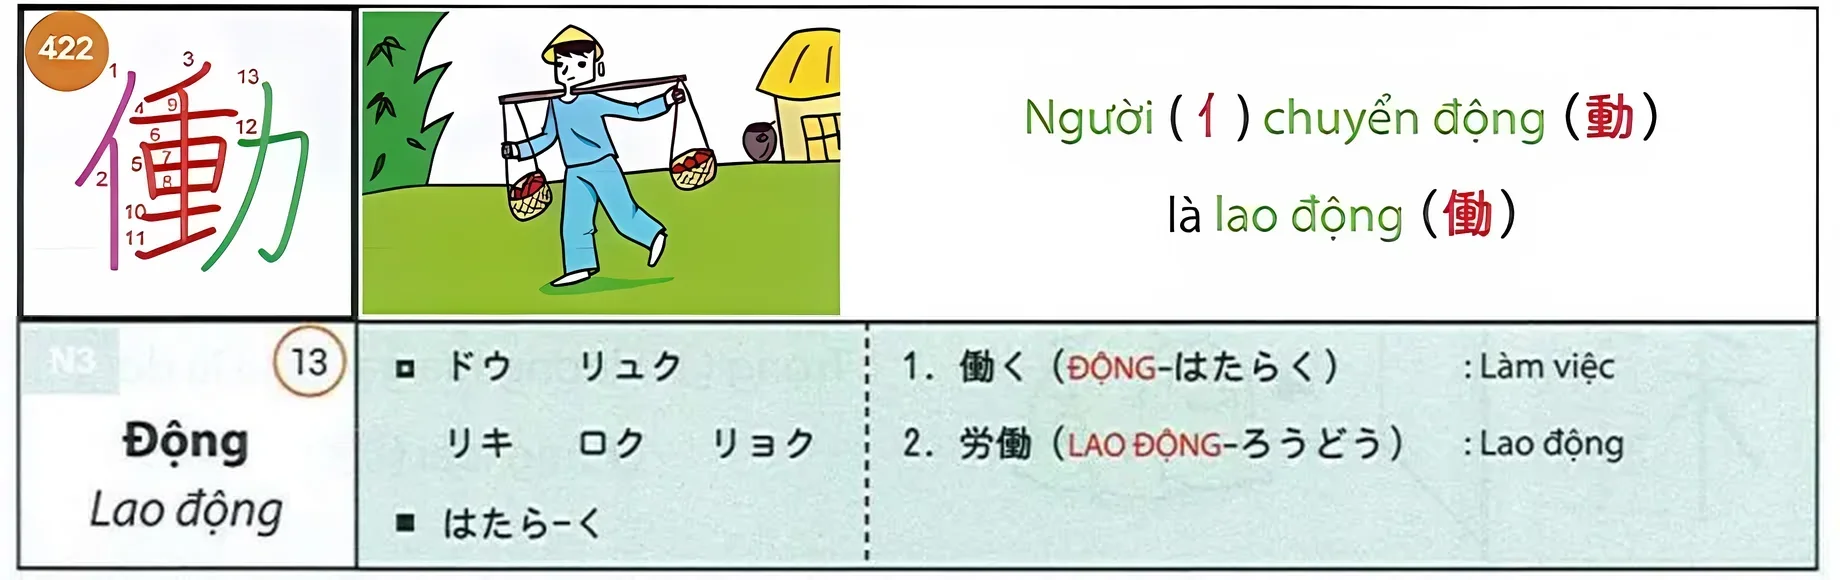 422
1 2 3 4 5 6 7 8 9 10 11 12 13
働
Người (亻) chuyển động (動)
là lao động (働)
N3
13
Động
Lao động
ドウ リュク
リキ ロク リョク
はたら-く
1. 働く (ĐỘNG-はたらく) : Làm việc
2. 労働 (LAO ĐỘNG-ろうどう) : Lao động